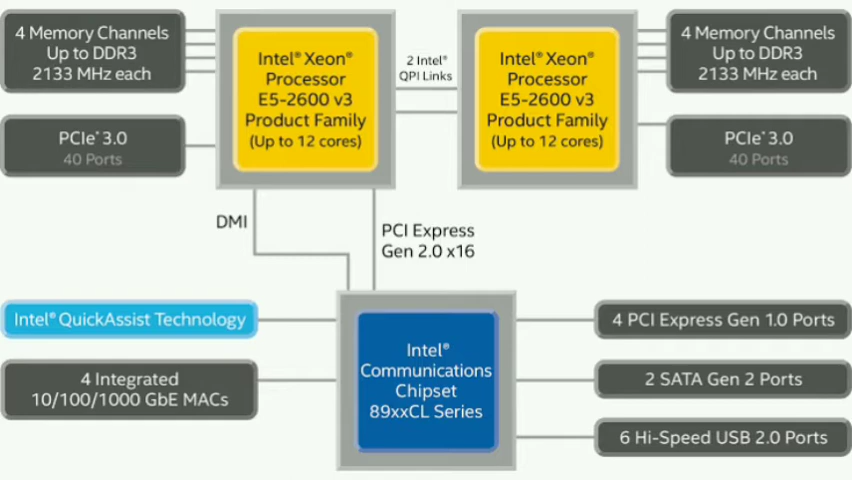 4 Memory Channels
Up to DDR3
2133 MHz each
PCIe* 3.0
40 Ports
Intel® Xeon®
Processor
E5-2600 v3
Product Family
(Up to 12 cores)
2 Intel®
QPI Links
Intel® Xeon®
Processor
E5-2600 v3
Product Family
(Up to 12 cores)
4 Memory Channels
Up to DDR3
2133 MHz each
PCIe* 3.0
40 Ports
DMI
PCI Express
Gen 2.0 x16
Intel® QuickAssist Technology
4 Integrated
10/100/1000 GbE MACs
Intel®
Communications
Chipset
89xxCL Series
4 PCI Express Gen 1.0 Ports
2 SATA Gen 2 Ports
6 Hi-Speed USB 2.0 Ports